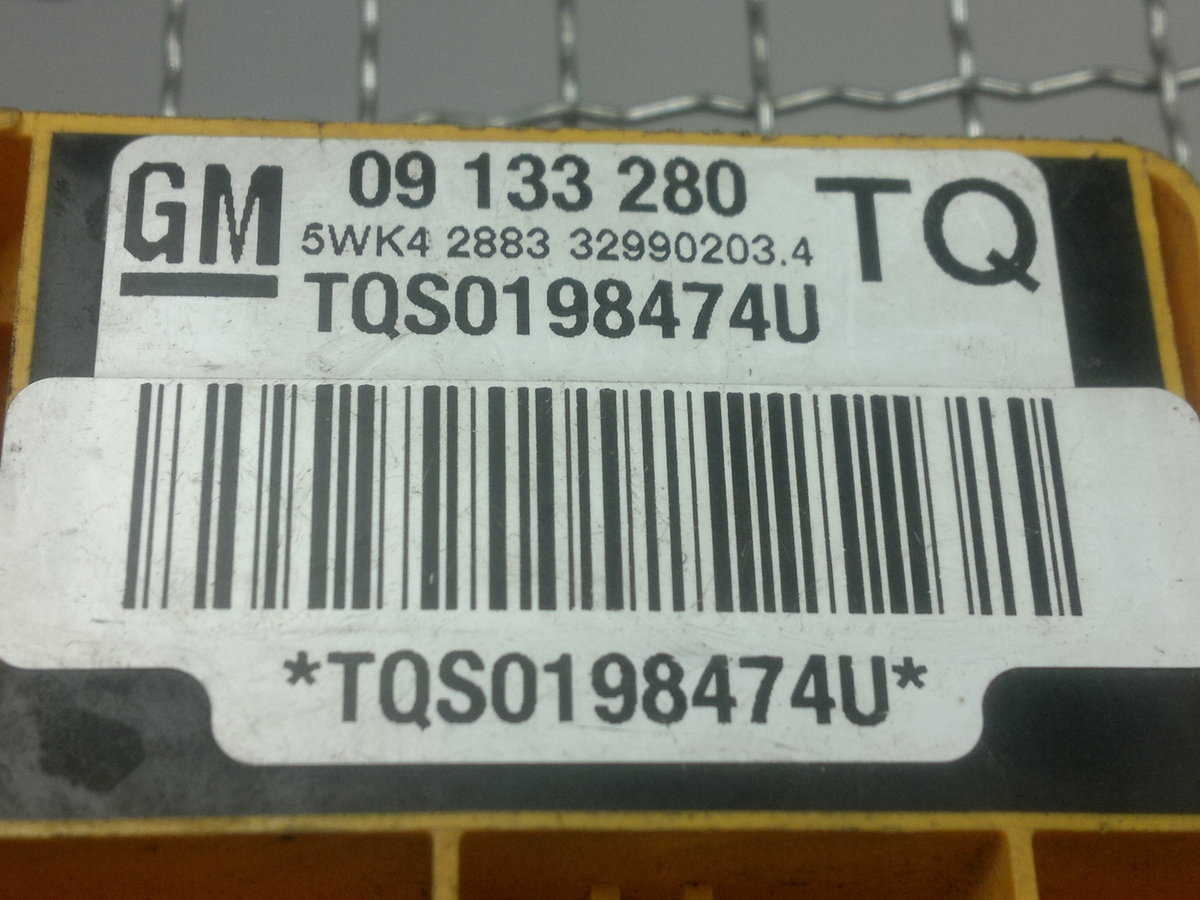 GM
09 133 280
TQ
5WK4 2883 32990203.4
TQS0198474U
*TQS0198474U*